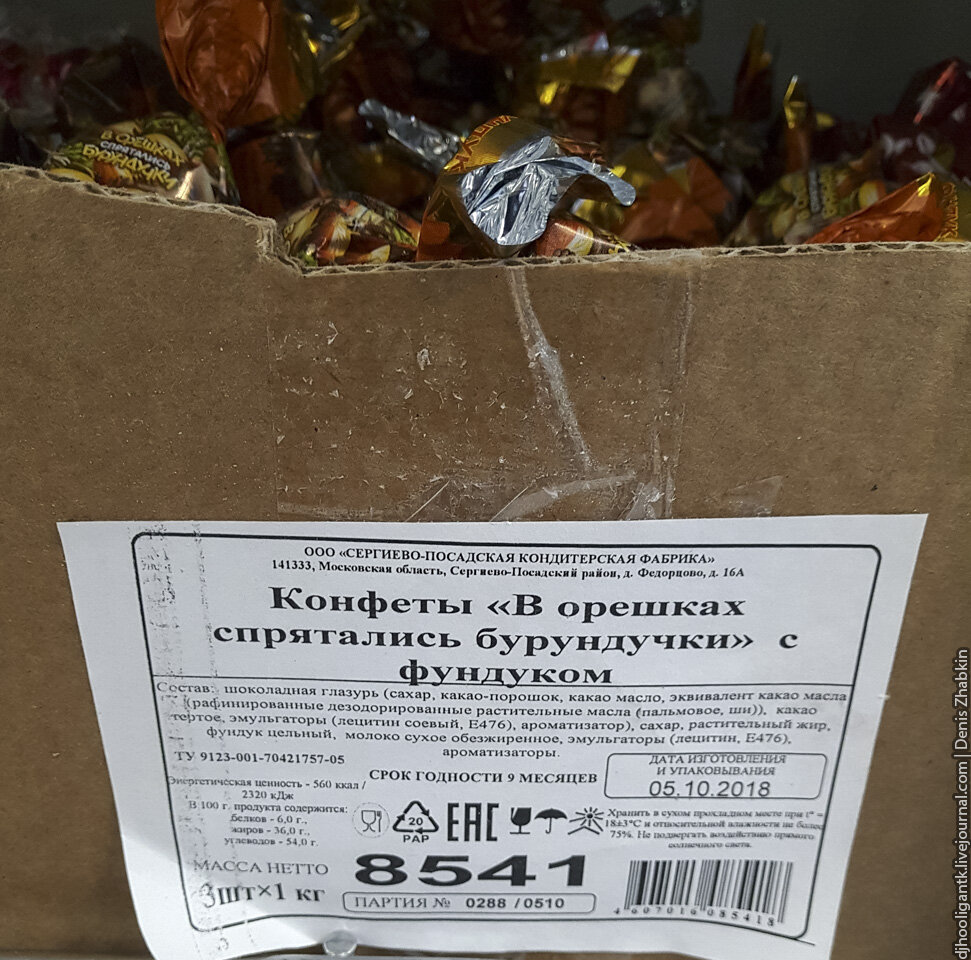 В ОРЕШКАХ
СПРЯТАЛИСЬ
БУРУНДУЧКИ
ООО «СЕРГИЕВО-ПОСАДСКАЯ КОНДИТЕРСКАЯ ФАБРИКА»
141333, Московская область, Сергиево-Посадский район, д. Федорцово, д. 16А
Конфеты «В орешках
спрятались бурундучки» с
фундуком
Состав: шоколадная глазурь (сахар, какао-порошок, какао масло, эквивалент какао масла
(рафинированные дезодорированные растительные масла (пальмовое, ши)), какао
тертое, эмульгаторы (лецитин соевый, Е476), ароматизатор), сахар, растительный жир,
фундук цельный, молоко сухое обезжиренное, эмульгаторы (лецитин, Е476),
ароматизаторы.
ТУ 9123-001-70421757-05
СРОК ГОДНОСТИ 9 МЕСЯЦЕВ
ДАТА ИЗГОТОВЛЕНИЯ
И УПАКОВЫВАНИЯ
05.10.2018
Энергетическая ценность - 560 ккал /
2320 кДж
В 100 г. продукта содержится:
белков - 6,0 г.,
жиров - 36,0 г.,
углеводов - 54,0 г.
20
PAP
ЕАС
Хранить в сухом прохладном месте при t° =
18±3°С и относительной влажности не более
75%. Не подвергать воздействию прямого
солнечного света.
МАССА НЕТТО
3шт×1 кг
8541
ПАРТИЯ № 0288 / 0510
4 607016 085418
djhooligantk.livejournal.com | Denis Zhabkin